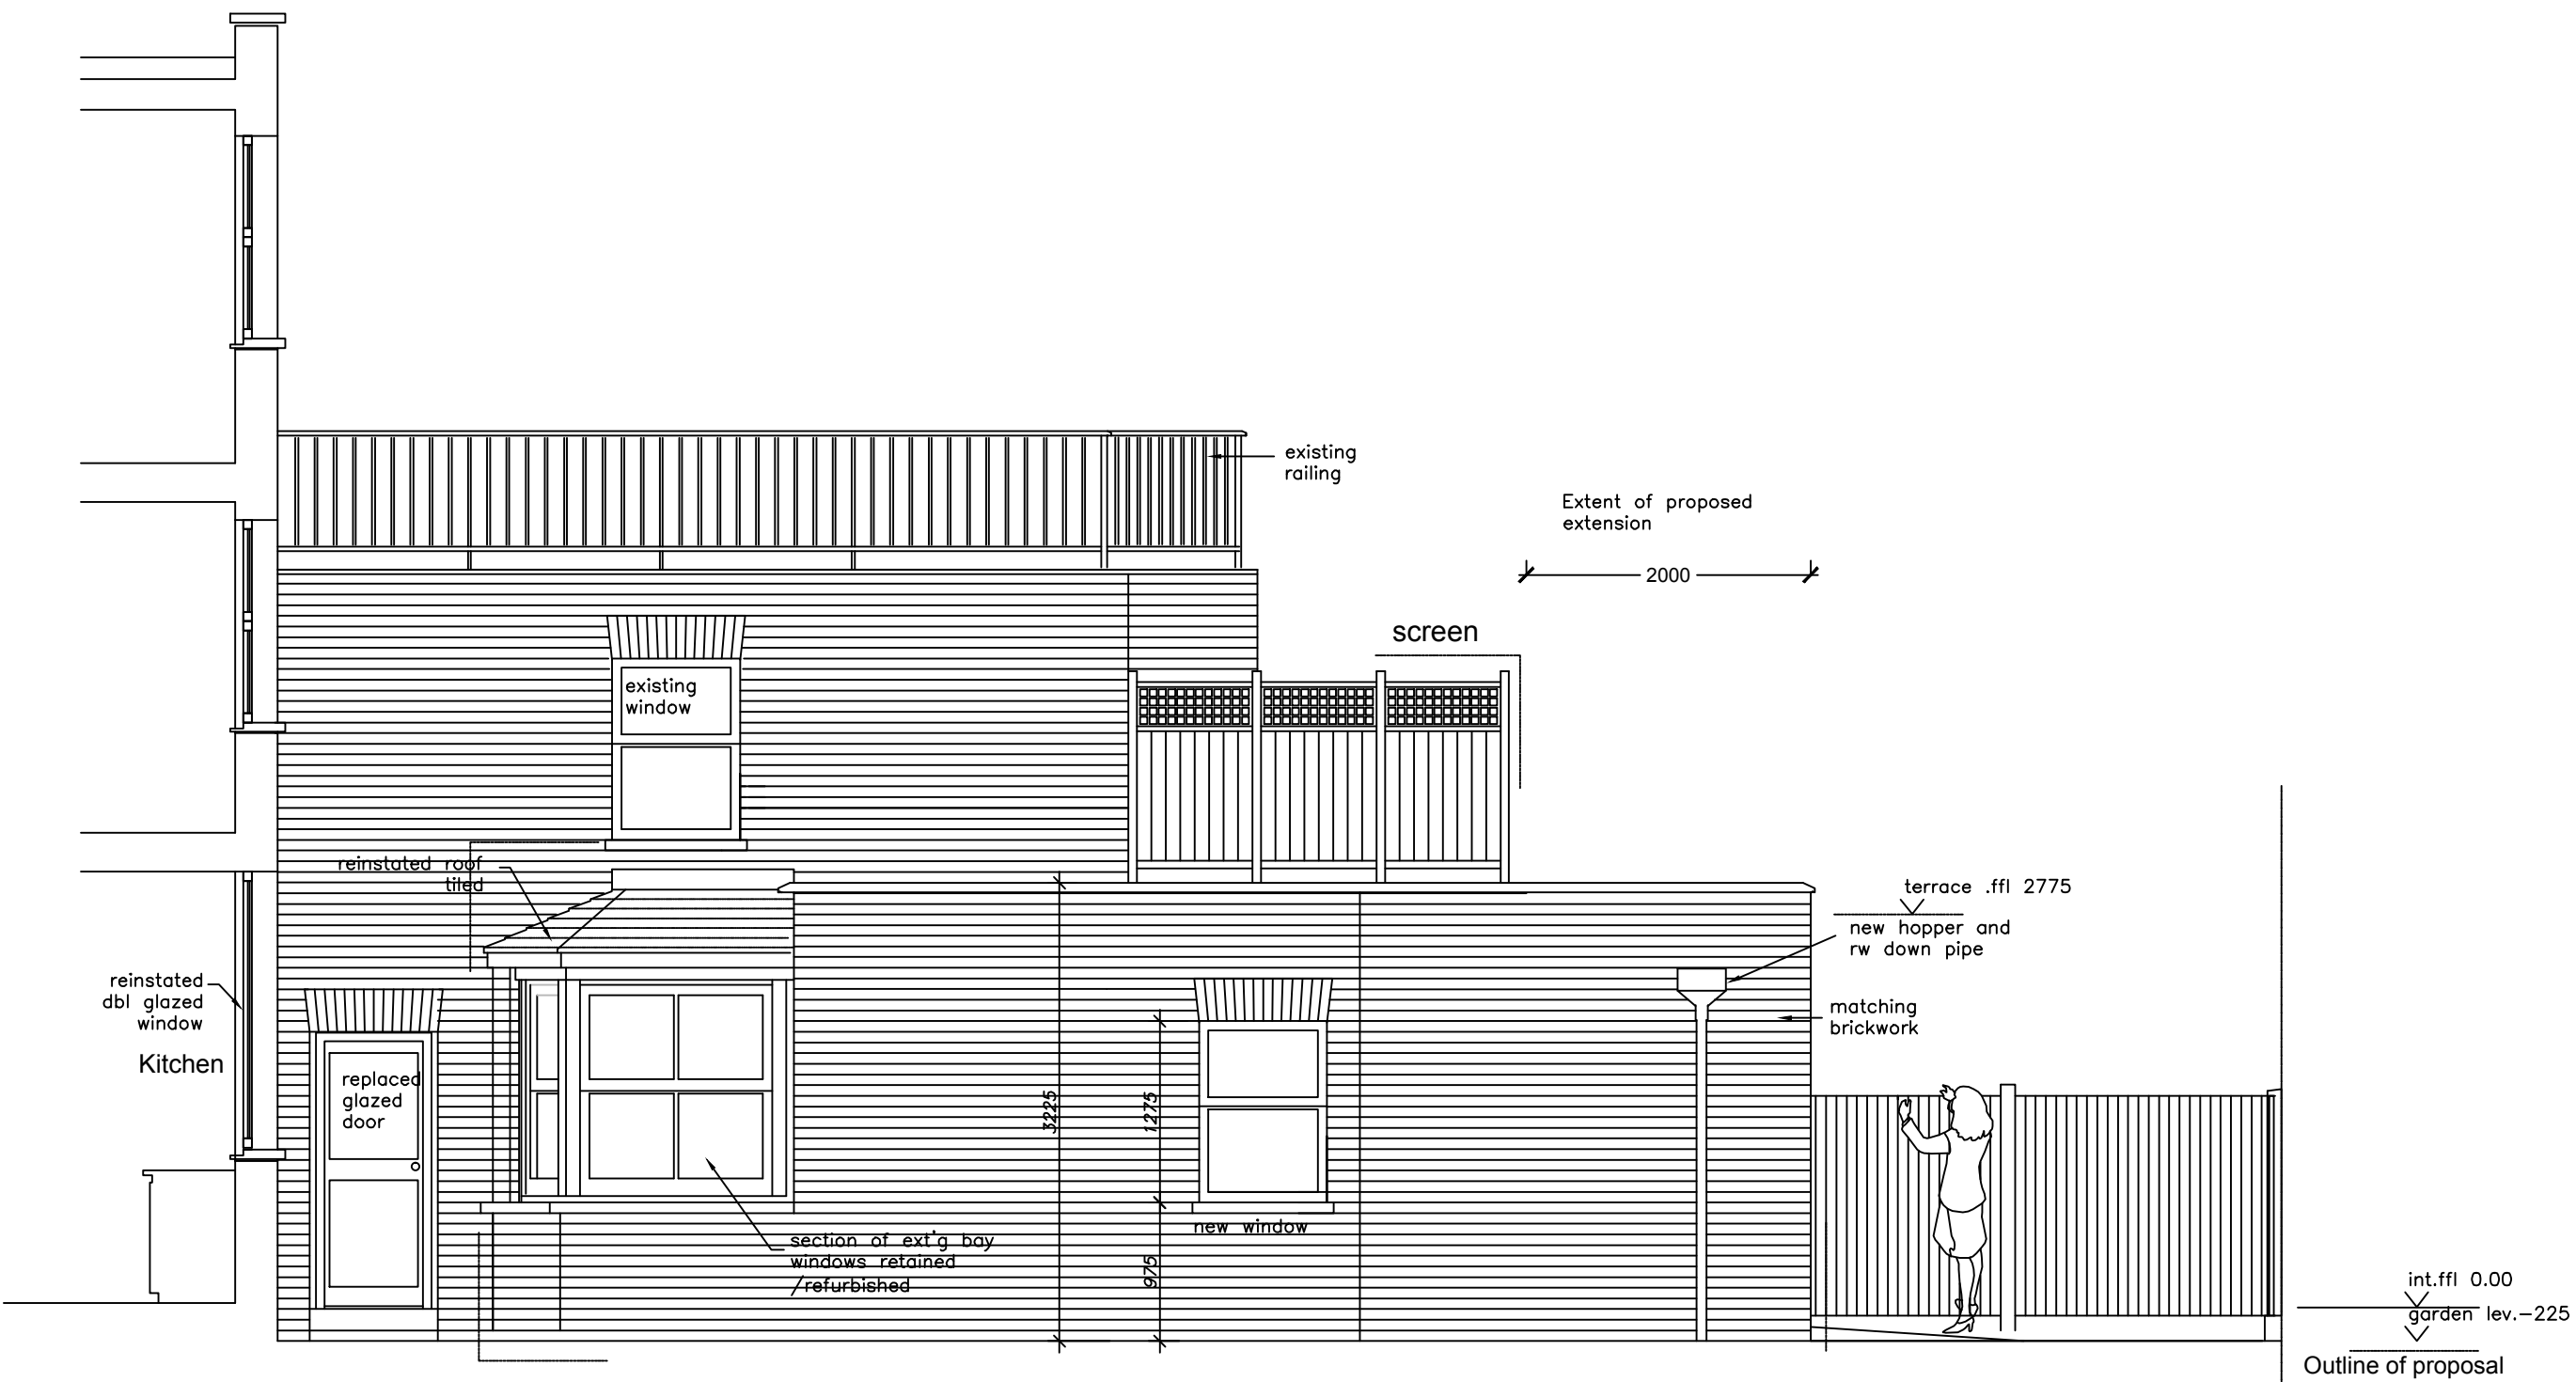 existing
railing
Extent of proposed
extension
2000
screen
existing
window
reinstated roof
tiled
terrace .ffl 2775
new hopper and
rw down pipe
reinstated
dbl glazed
window
matching
brickwork
Kitchen
replaced
glazed
door
3225
1275
new window
section of ext'g bay
windows retained
/refurbished
975
int.ffl 0.00
garden lev.-225
Outline of proposal